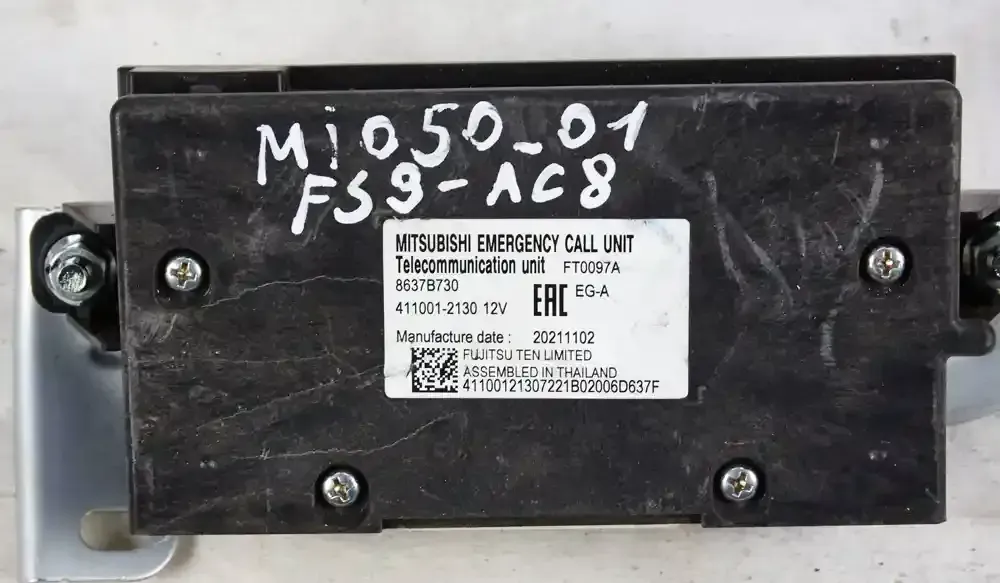 Mi050_01
FS9-AC8
MITSUBISHI EMERGENCY CALL UNIT
Telecommunication unit FT0097A
8637B730
411001-2130 12V EAC EG-A
Manufacture date : 20211102
FUJITSU TEN LIMITED
ASSEMBLED IN THAILAND
41100121307221B02006D637F